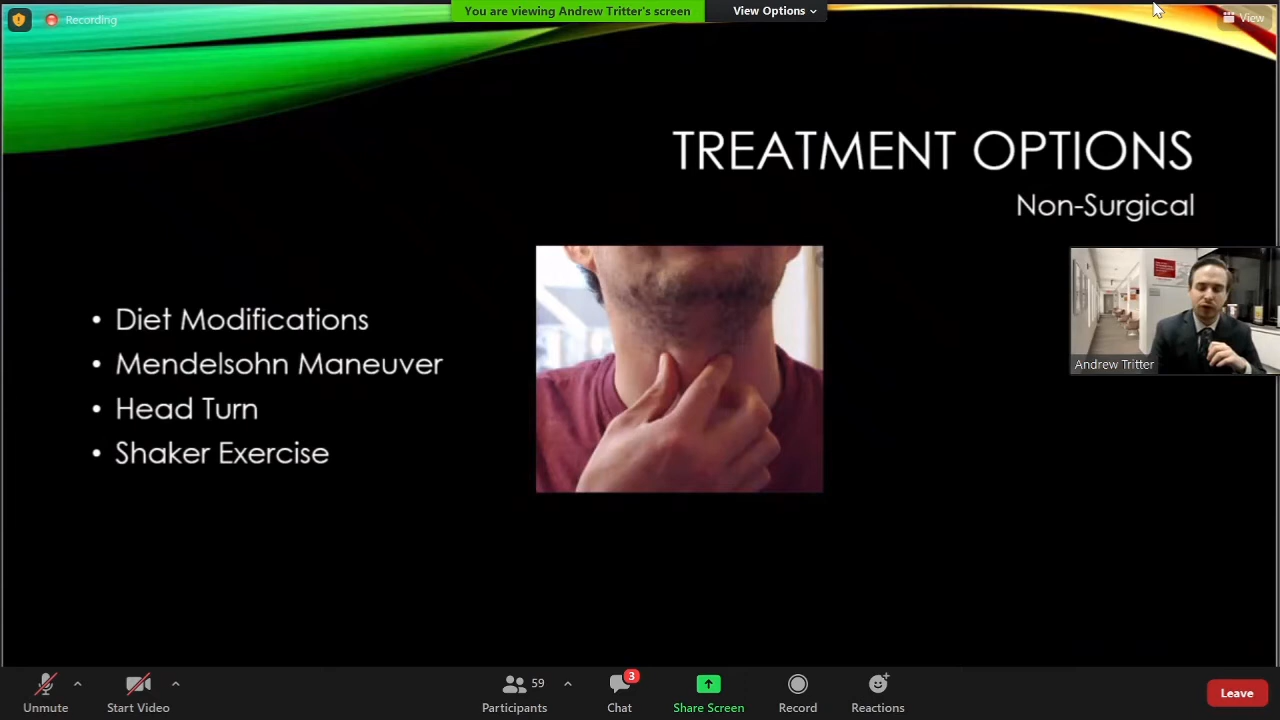 Recording
You are viewing Andrew Tritter's screen
View Options
View
TREATMENT OPTIONS
Non-Surgical
• Diet Modifications
• Mendelsohn Maneuver
• Head Turn
• Shaker Exercise
Andrew Tritter
Unmute
Start Video
59
Participants
3
Chat
Share Screen
Record
Reactions
Leave